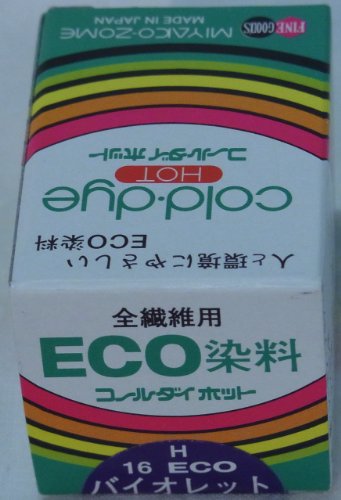 FINE GOODS
MIYAKO-ZOME
MADE IN JAPAN
コールダイホット
HOT
cold·dye
ECO染料
人と環境にやさしい
全繊維用
ECO染料
コールダイホット
H
16 ECO
バイオレット